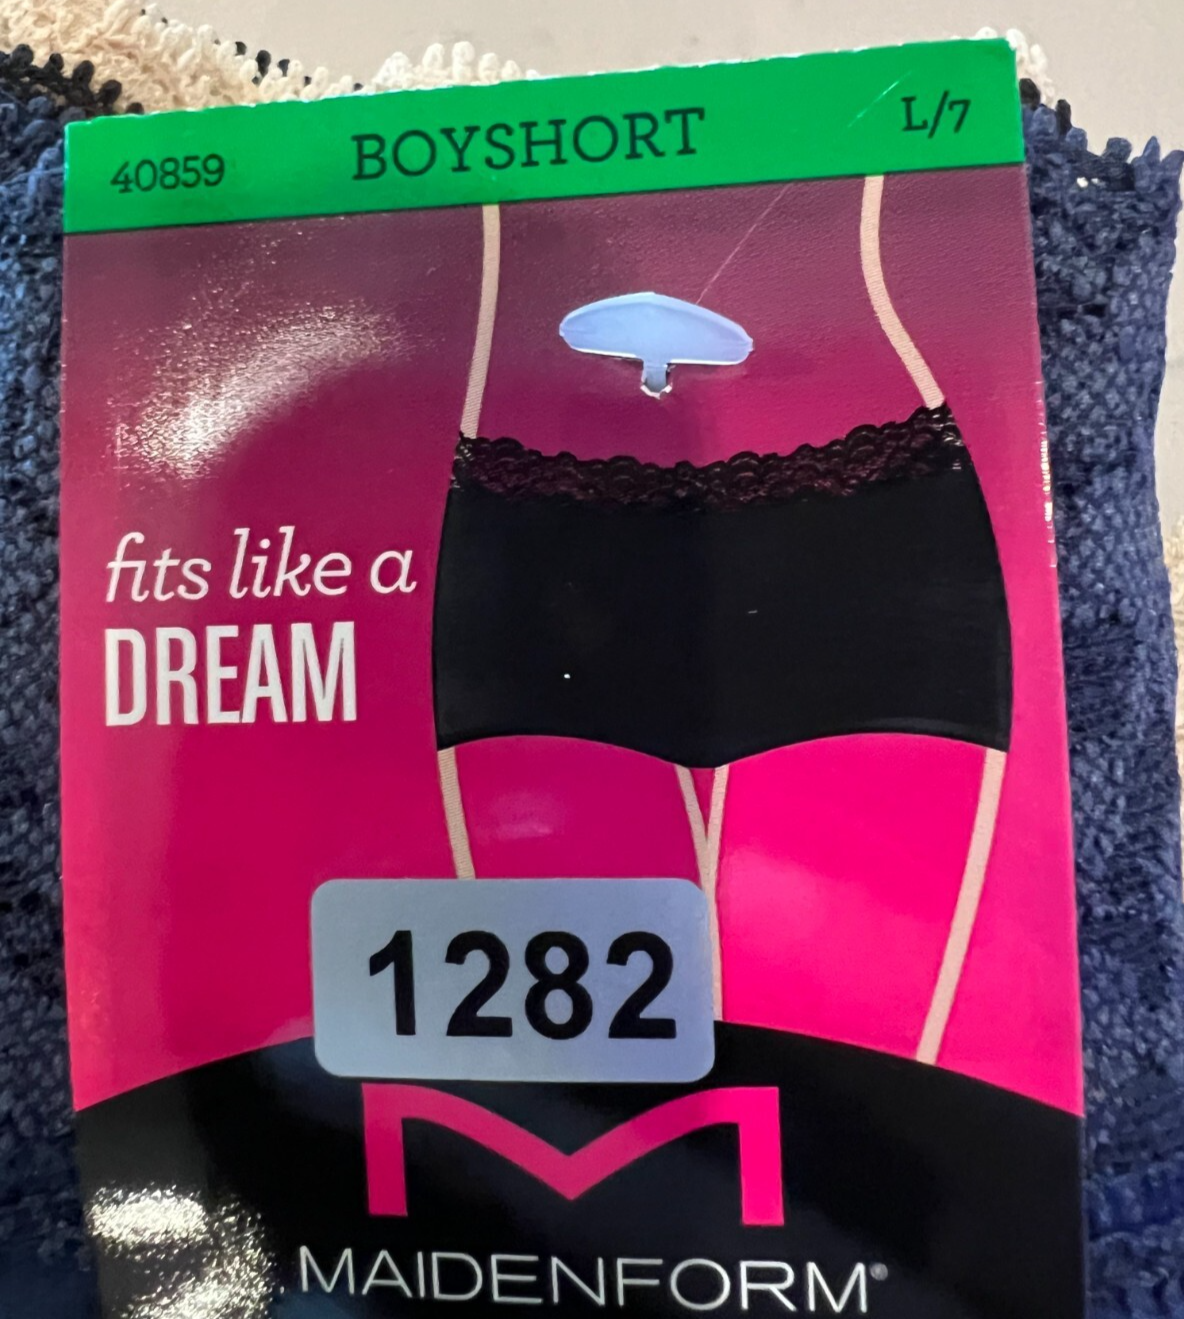 40859 BOYSHORT L/7
fits like a
DREAM
1282
MAIDENFORM®